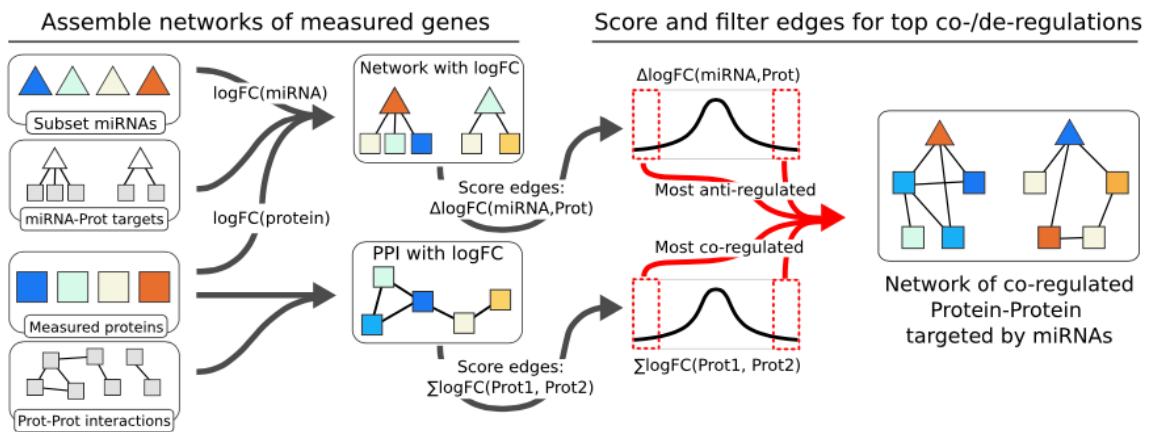 Assemble networks of measured genes
Score and filter edges for top co-/de-regulations
Subset miRNAs
miRNA-Prot targets
Measured proteins
Prot-Prot interactions
logFC(miRNA)
logFC(protein)
Network with logFC
Score edges:
ΔlogFC(miRNA,Prot)
PPI with logFC
Score edges:
∑logFC(Prot1, Prot2)
ΔlogFC(miRNA,Prot)
Most anti-regulated
Most co-regulated
∑logFC(Prot1, Prot2)
Network of co-regulated
Protein-Protein
targeted by miRNAs